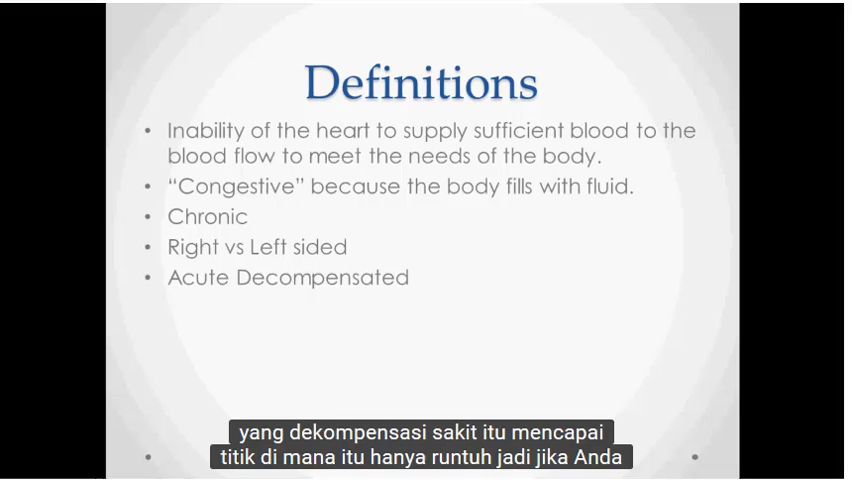 Definitions
• Inability of the heart to supply sufficient blood to the
blood flow to meet the needs of the body.
• “Congestive” because the body fills with fluid.
• Chronic
• Right vs Left sided
• Acute Decompensated
yang dekompensasi sakit itu mencapai
titik di mana itu hanya runtuh jadi jika Anda